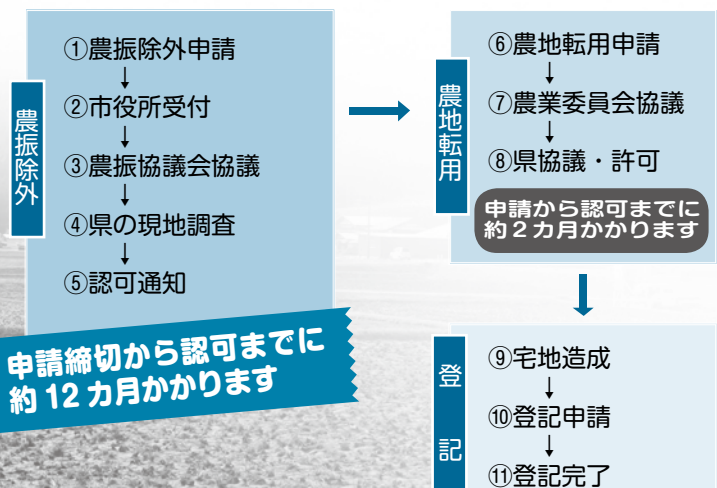 農振除外
①農振除外申請
↓
②市役所受付
↓
③農振協議会協議
↓
④県の現地調査
↓
⑤認可通知
申請締切から認可までに
約12カ月かかります
農地転用
⑥農地転用申請
↓
⑦農業委員会協議
↓
⑧県協議・許可
申請から認可までに
約2カ月かかります
登記
⑨宅地造成
↓
⑩登記申請
↓
⑪登記完了